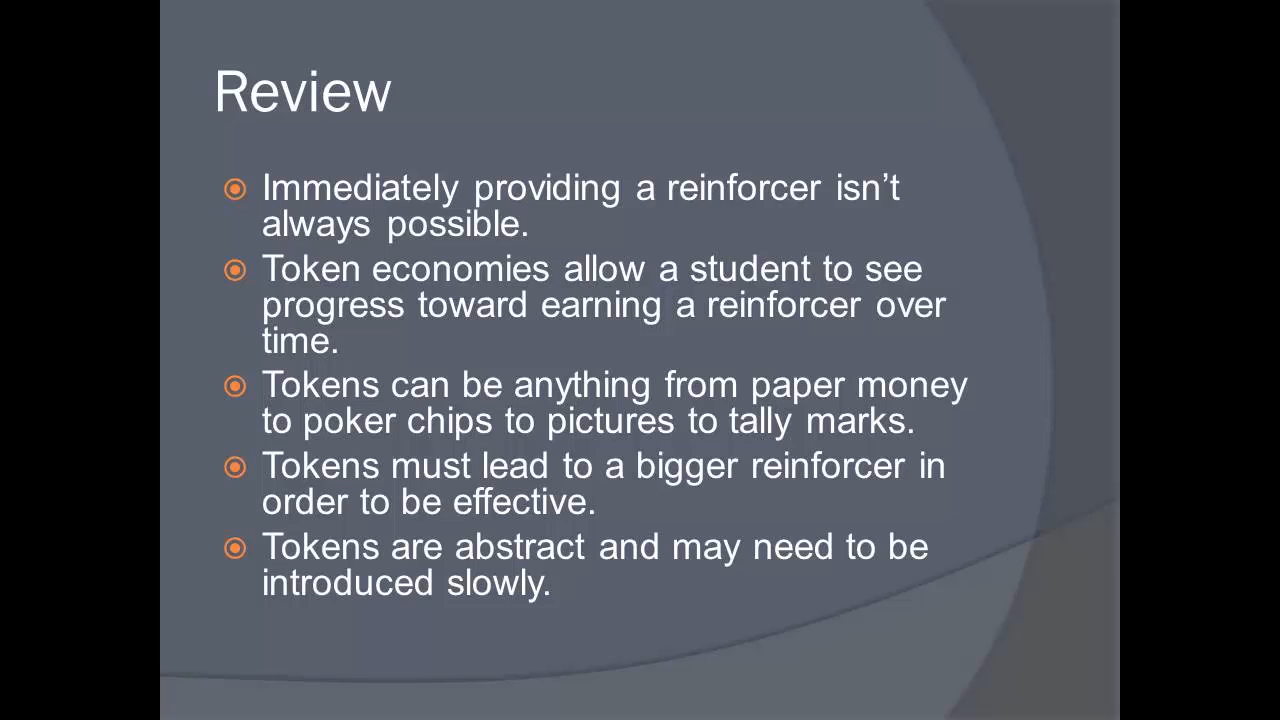 Review
Immediately providing a reinforcer isn’t
always possible.
Token economies allow a student to see
progress toward earning a reinforcer over
time.
Tokens can be anything from paper money
to poker chips to pictures to tally marks.
Tokens must lead to a bigger reinforcer in
order to be effective.
Tokens are abstract and may need to be
introduced slowly.